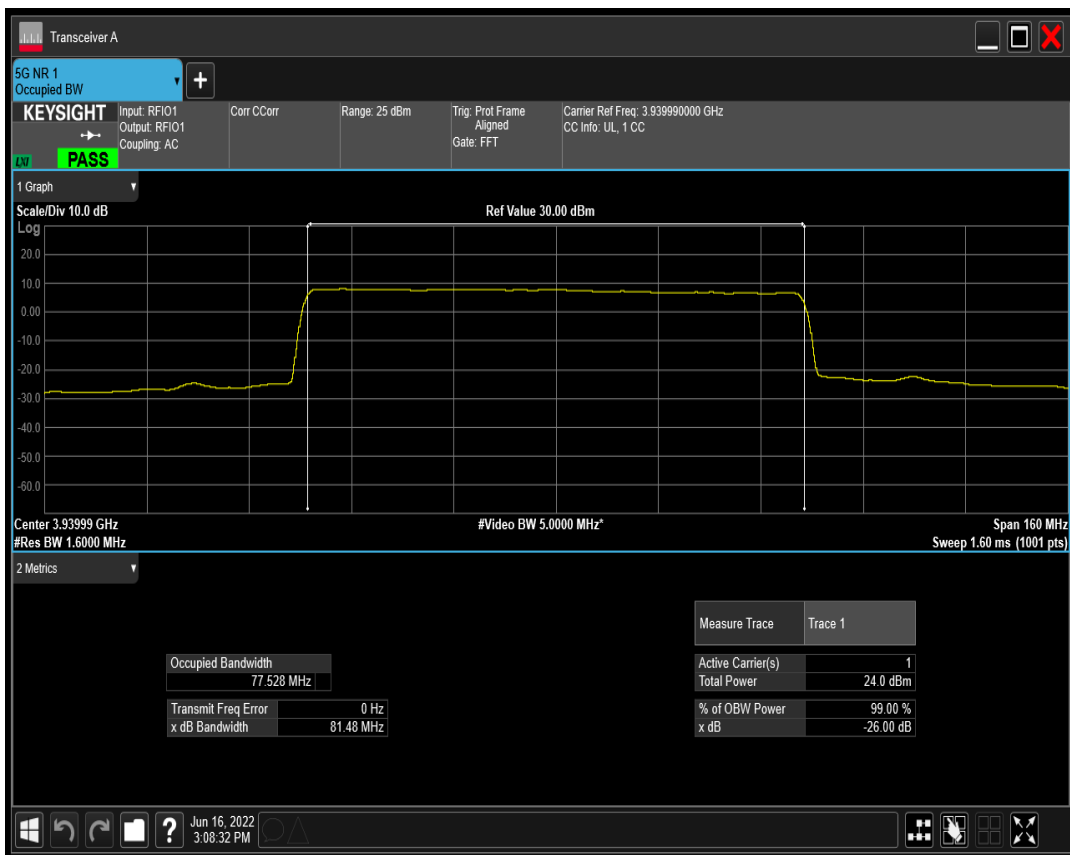 Transceiver A
5G NR 1
Occupied BW
+
KEYSIGHT
LXI
PASS
Input: RFIO1
Output: RFIO1
Coupling: AC
Corr CCorr
Range: 25 dBm
Trig: Prot Frame
Aligned
Gate: FFT
Carrier Ref Freq: 3.939990000 GHz
CC Info: UL, 1 CC
1 Graph
Scale/Div 10.0 dB
Ref Value 30.00 dBm
Log
20.0
10.0
0.00
-10.0
-20.0
-30.0
-40.0
-50.0
-60.0
Center 3.93999 GHz
#Video BW 5.0000 MHz*
Span 160 MHz
#Res BW 1.6000 MHz
Sweep 1.60 ms (1001 pts)
2 Metrics
Measure Trace Trace 1
Occupied Bandwidth
77.528 MHz
Active Carrier(s) 1
Total Power 24.0 dBm
Transmit Freq Error 0 Hz
x dB Bandwidth 81.48 MHz
% of OBW Power 99.00 %
x dB -26.00 dB
?
Jun 16, 2022
3:08:32 PM